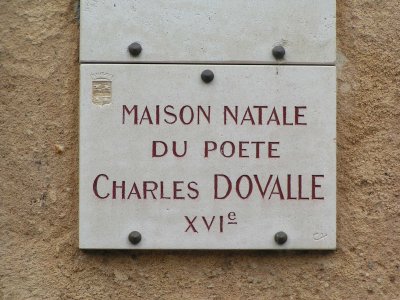 MAISON NATALE
DU POETE
CHARLES DOVALLE
XVIe